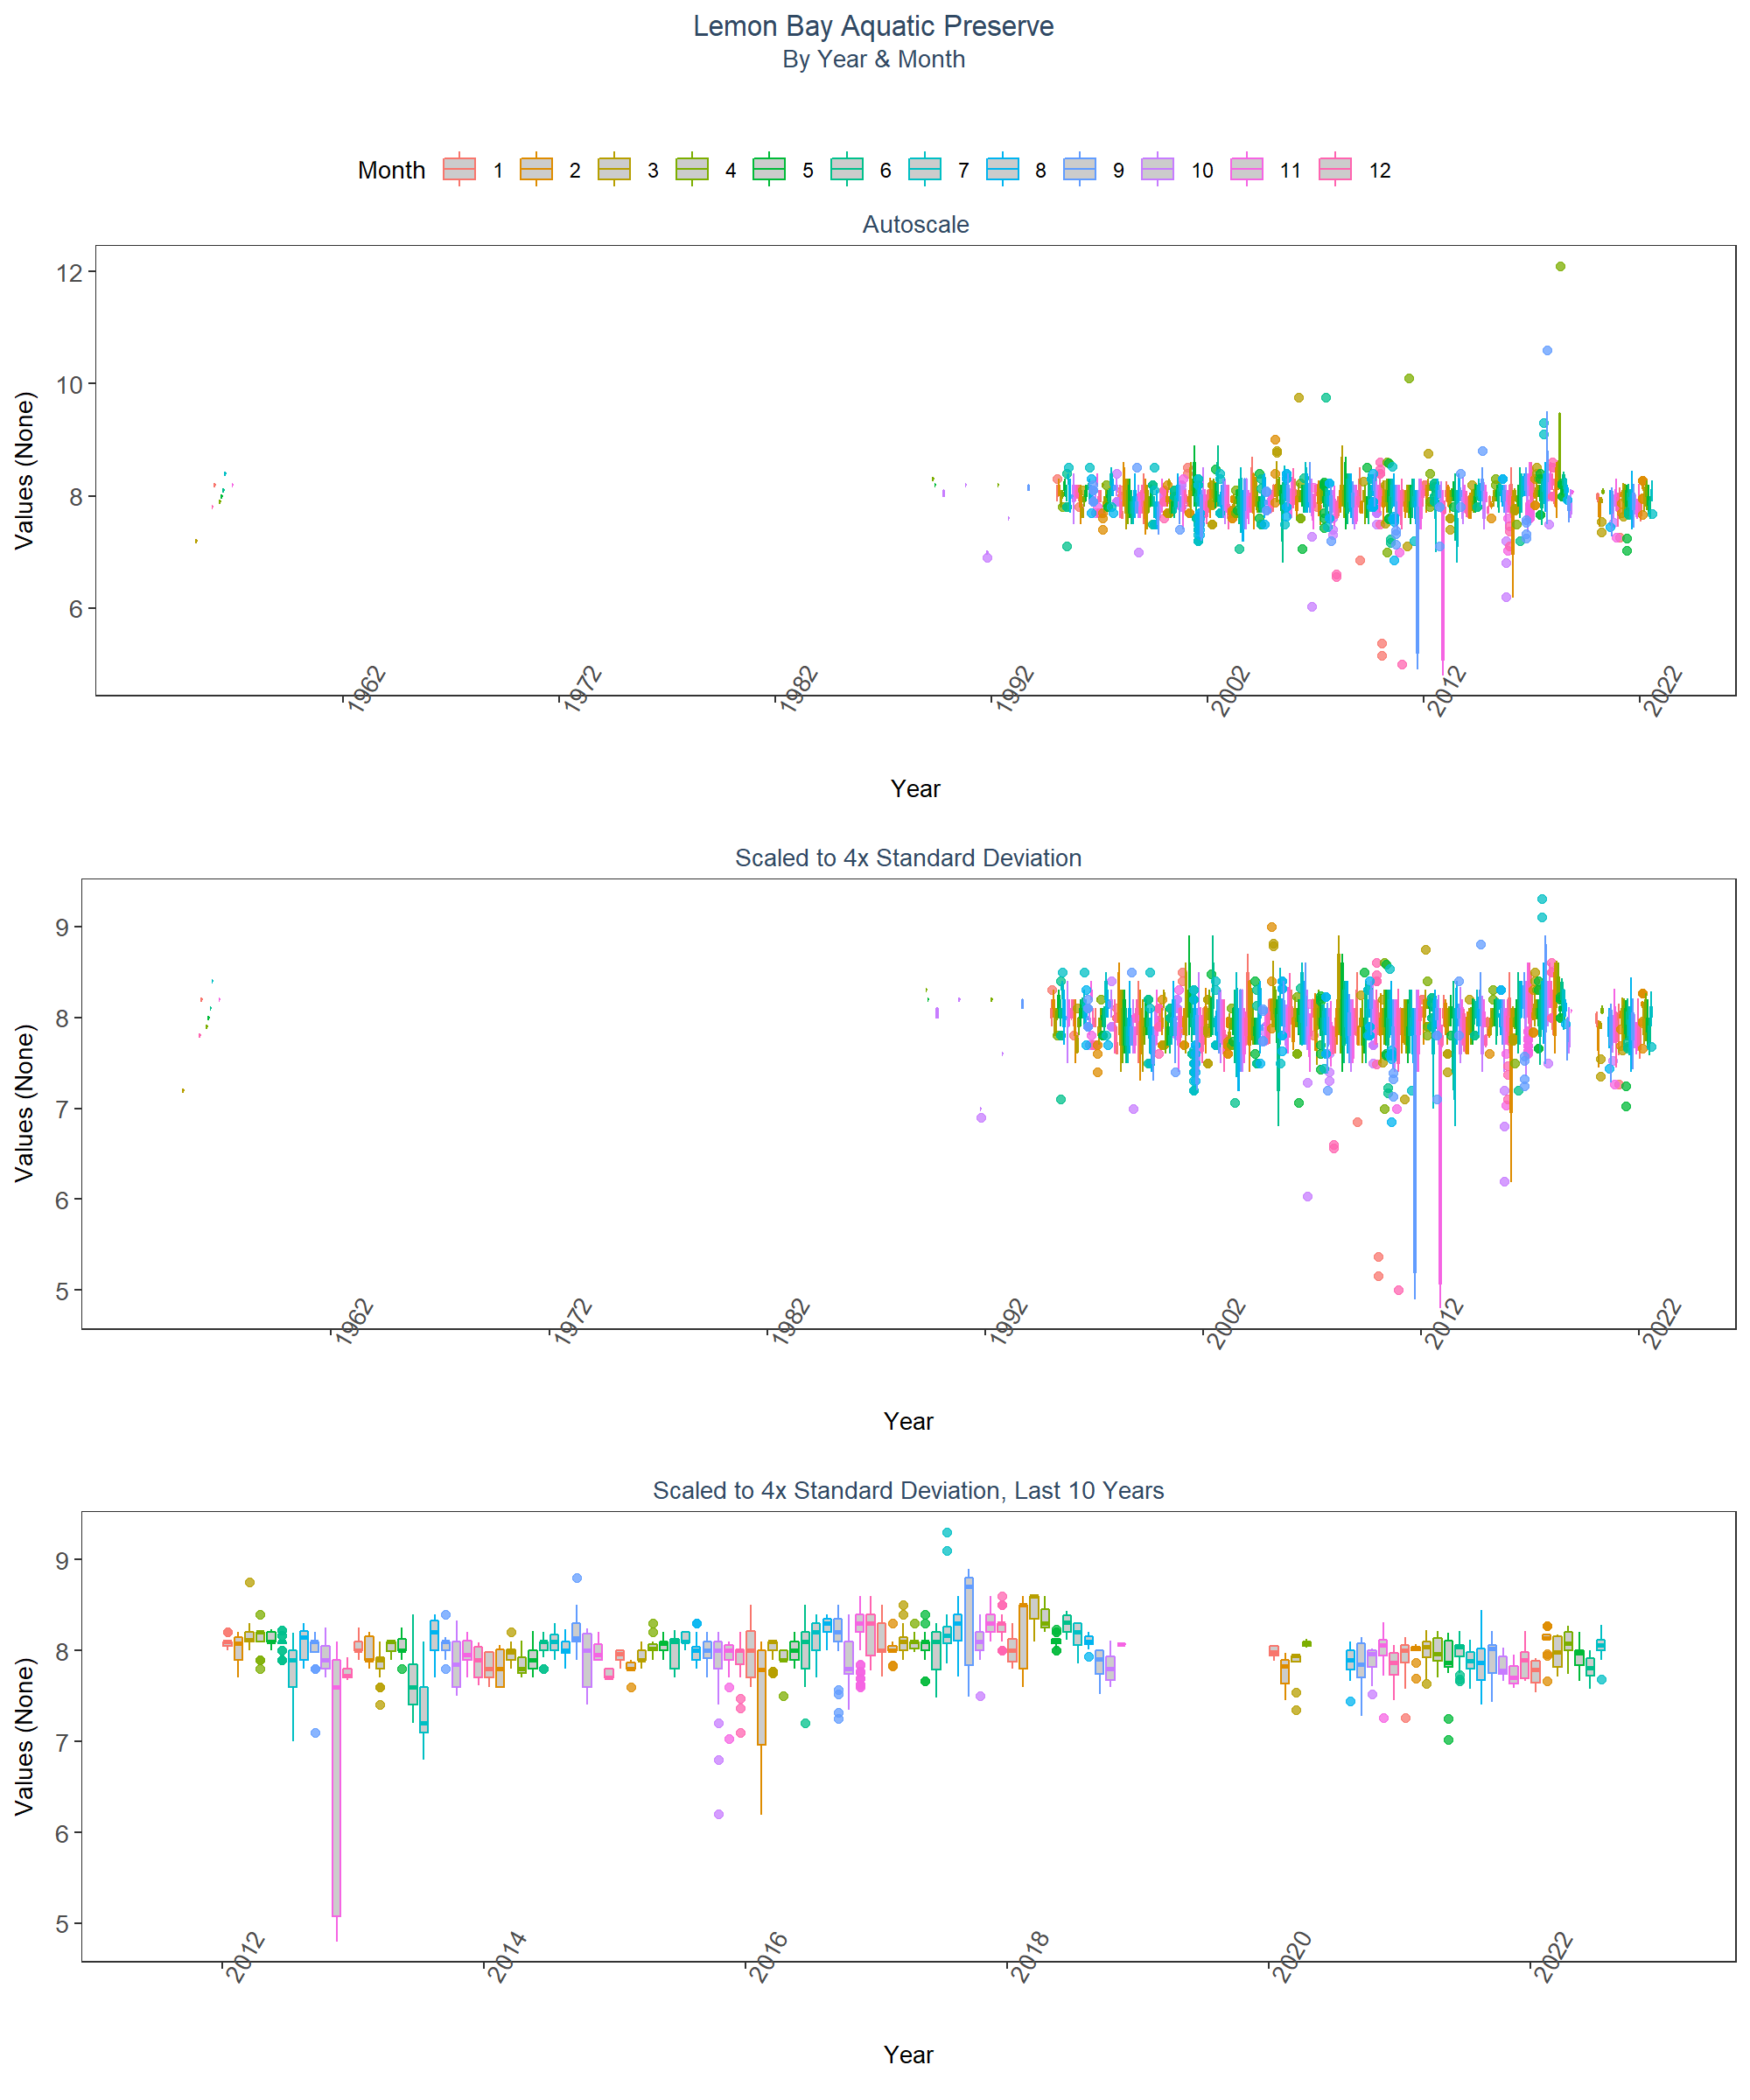 Lemon Bay Aquatic Preserve
By Year & Month
Month 1 2 3 4 5 6 7 8 9 10 11 12
Autoscale
Values (None)
12
10
8
6
1962 1972 1982 1992 2002 2012 2022
Year
Scaled to 4x Standard Deviation
Values (None)
9
8
7
6
5
1962 1972 1982 1992 2002 2012 2022
Year
Scaled to 4x Standard Deviation, Last 10 Years
Values (None)
9
8
7
6
5
2012 2014 2016 2018 2020 2022
Year